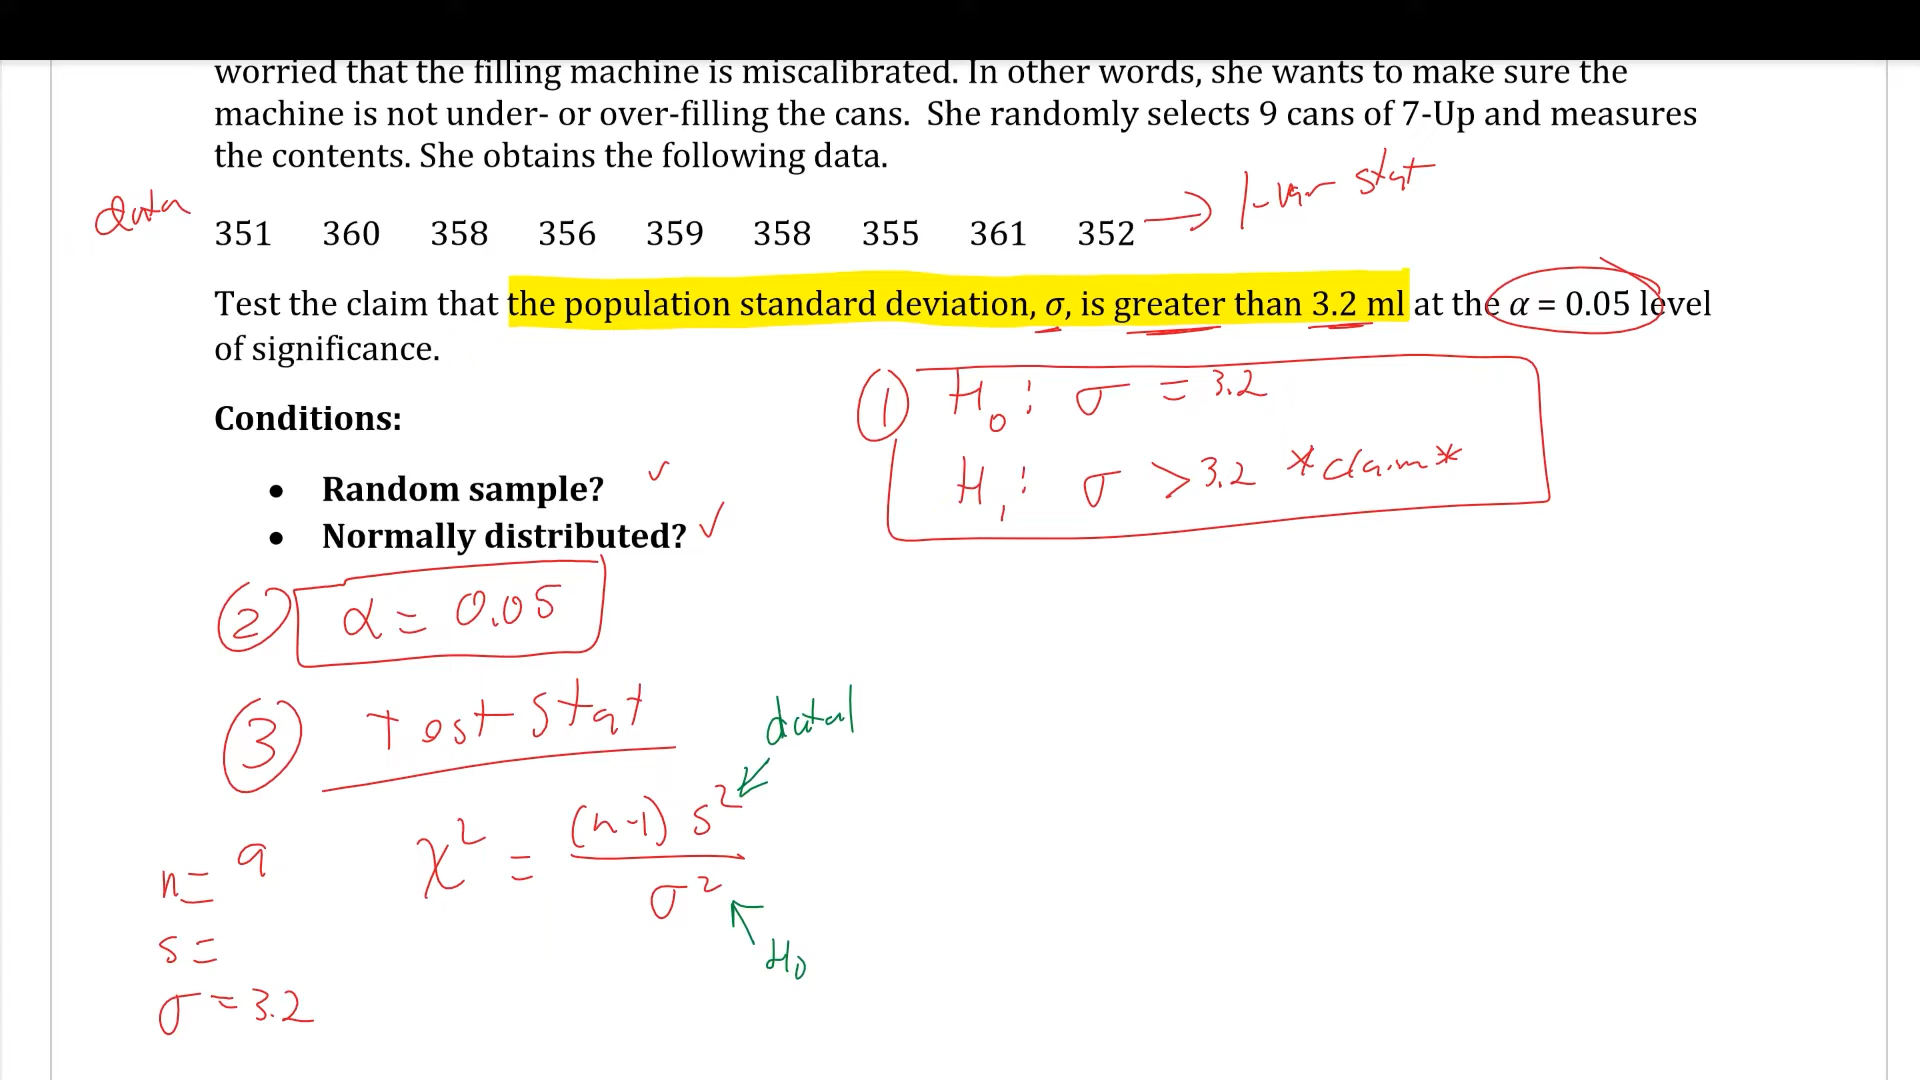 worried that the filling machine is miscalibrated. In other words, she wants to make sure the
machine is not under- or over-filling the cans. She randomly selects 9 cans of 7-Up and measures
the contents. She obtains the following data.
data 351 360 358 356 359 358 355 361 352 → 1-var stat
Test the claim that the population standard deviation, σ, is greater than 3.2 ml at the α = 0.05 level
of significance.
① H₀: σ = 3.2
H₁: σ > 3.2 *claim*
Conditions:
• Random sample? ✓
• Normally distributed? ✓
② α = 0.05
③ Test stat
data
χ² = (n-1) s² / σ²
H₀
n = 9
s =
σ = 3.2